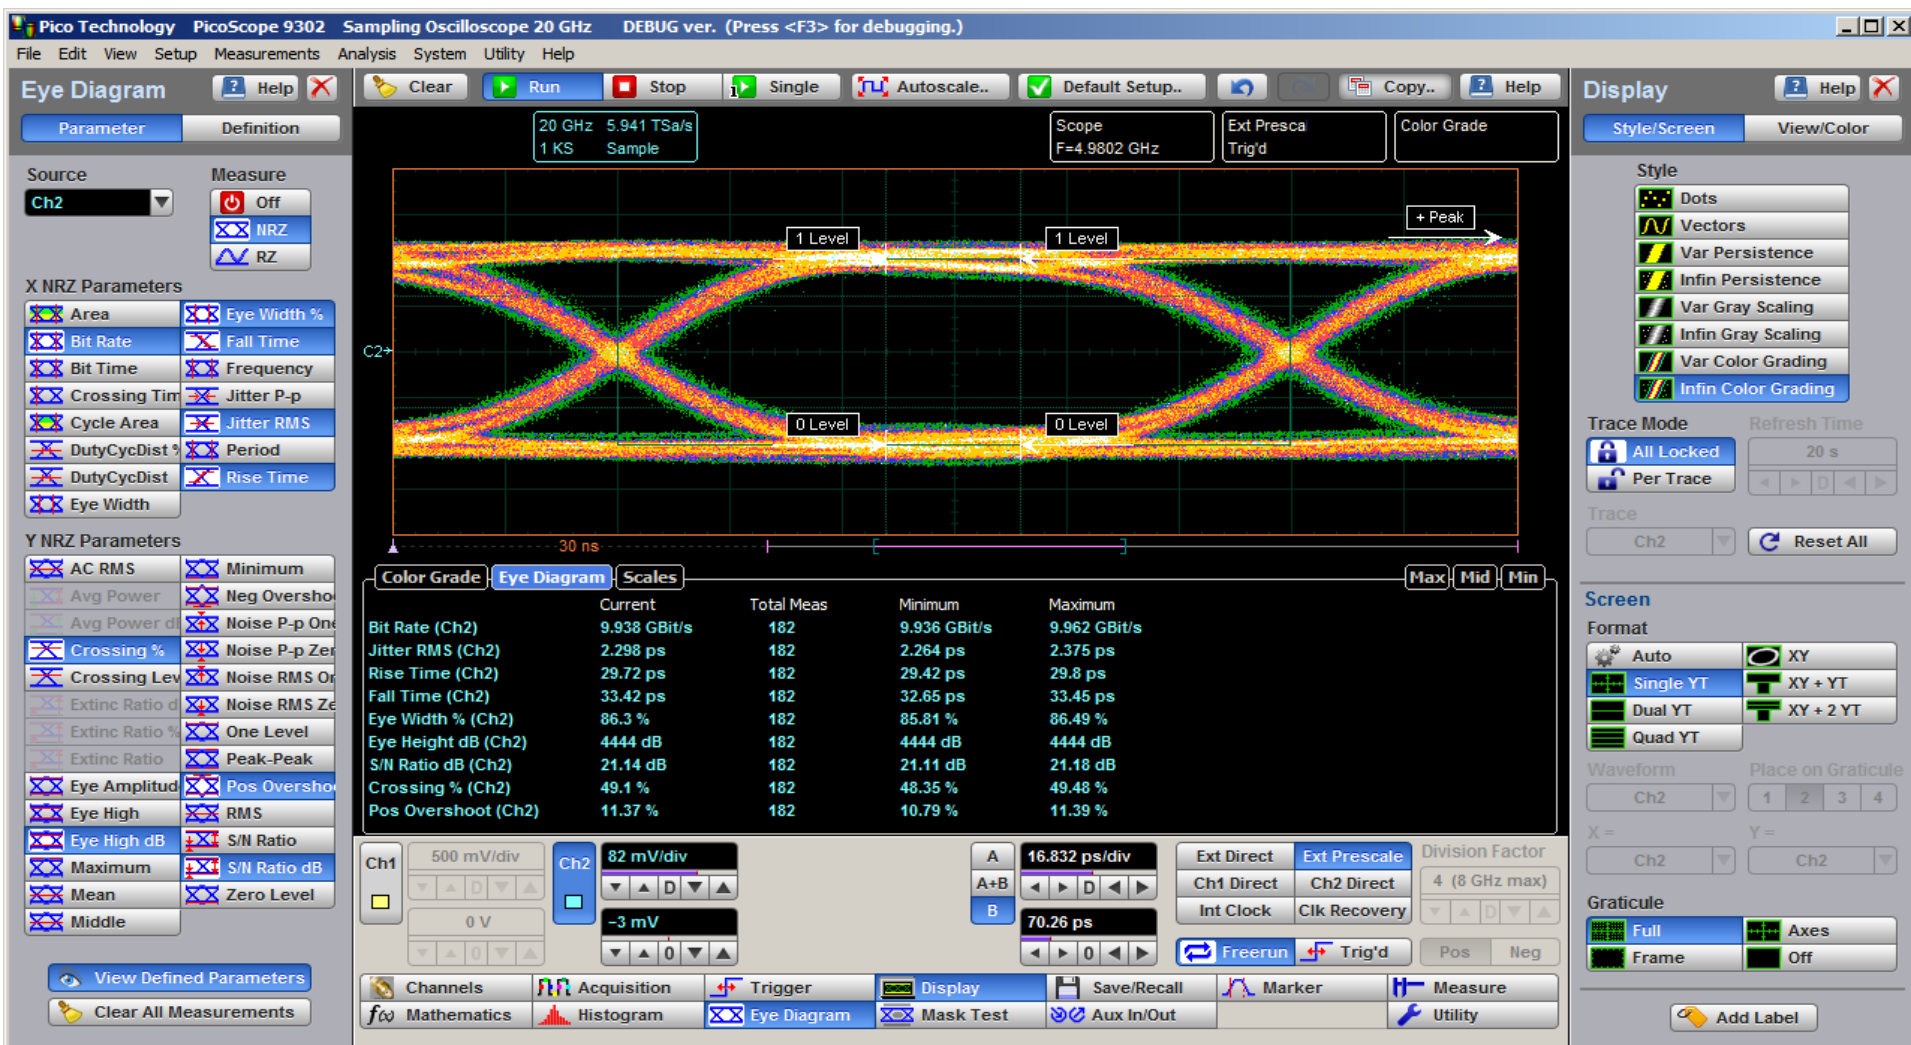 Pico Technology PicoScope 9302 Sampling Oscilloscope 20 GHz DEBUG ver. (Press <F3> for debugging.)
File Edit View Setup Measurements Analysis System Utility Help
Eye Diagram Help
Parameter Definition
Source Measure
Ch2 Off
NRZ
RZ
X NRZ Parameters
Area Eye Width %
Bit Rate Fall Time
Bit Time Frequency
Crossing Tim Jitter P-p
Cycle Area Jitter RMS
DutyCycDist % Period
DutyCycDist Rise Time
Eye Width
Y NRZ Parameters
AC RMS Minimum
Avg Power Neg Oversho
Avg Power dB Noise P-p One
Crossing % Noise P-p Zer
Crossing Lev Noise RMS On
Extinc Ratio d Noise RMS Ze
Extinc Ratio % One Level
Extinc Ratio Peak-Peak
Eye Amplitud Pos Oversho
Eye High RMS
Eye High dB S/N Ratio
Maximum S/N Ratio dB
Mean Zero Level
Middle
View Defined Parameters
Clear All Measurements
Clear Run Stop Single Autoscale.. Default Setup.. Copy.. Help
20 GHz 5.941 TSa/s
1 KS Sample
Scope
F=4.9802 GHz
Ext Presca
Trig'd
Color Grade
+ Peak
1 Level 1 Level
C2
0 Level 0 Level
30 ns
Color Grade Eye Diagram Scales Max Mid Min
Current Total Meas Minimum Maximum
Bit Rate (Ch2) 9.938 GBit/s 182 9.936 GBit/s 9.962 GBit/s
Jitter RMS (Ch2) 2.298 ps 182 2.264 ps 2.375 ps
Rise Time (Ch2) 29.72 ps 182 29.42 ps 29.8 ps
Fall Time (Ch2) 33.42 ps 182 32.65 ps 33.45 ps
Eye Width % (Ch2) 86.3 % 182 85.81 % 86.49 %
Eye Height dB (Ch2) 4444 dB 182 4444 dB 4444 dB
S/N Ratio dB (Ch2) 21.14 dB 182 21.11 dB 21.18 dB
Crossing % (Ch2) 49.1 % 182 48.35 % 49.48 %
Pos Overshoot (Ch2) 11.37 % 182 10.79 % 11.39 %
Ch1 500 mV/div Ch2 82 mV/div
D D
0 V -3 mV
0 0
A 16.832 ps/div
A+B D
B 70.26 ps
0
Ext Direct Ext Prescale Division Factor
Ch1 Direct Ch2 Direct 4 (8 GHz max)
Int Clock Clk Recovery D
Freerun Trig'd Pos Neg
Channels Acquisition Trigger Display Save/Recall Marker Measure
f(x) Mathematics Histogram Eye Diagram Mask Test Aux In/Out Utility
Display Help
Style/Screen View/Color
Style
Dots
Vectors
Var Persistence
Infin Persistence
Var Gray Scaling
Infin Gray Scaling
Var Color Grading
Infin Color Grading
Trace Mode Refresh Time
All Locked 20 s
Per Trace D
Trace
Ch2 Reset All
Screen
Format
Auto XY
Single YT XY + YT
Dual YT XY + 2 YT
Quad YT
Waveform Place on Graticule
Ch2 1 2 3 4
X = Y =
Ch2 Ch2
Graticule
Full Axes
Frame Off
Add Label